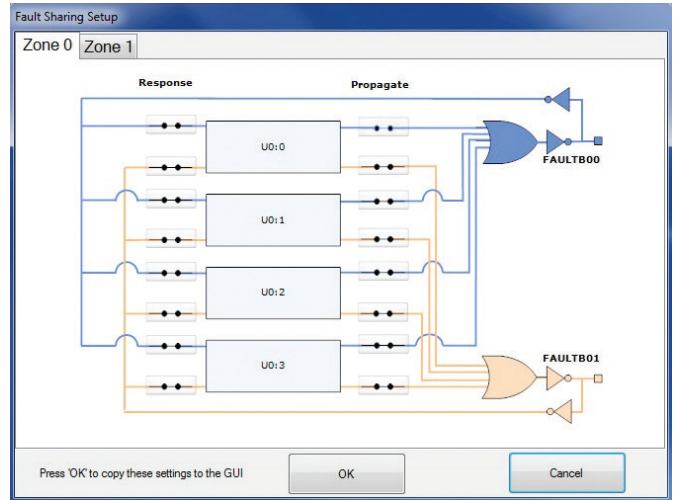 Fault Sharing Setup
Zone 0 Zone 1
Response Propagate
U0:0
FAULTB00
U0:1
U0:2
U0:3
FAULTB01
Press 'OK' to copy these settings to the GUI OK Cancel